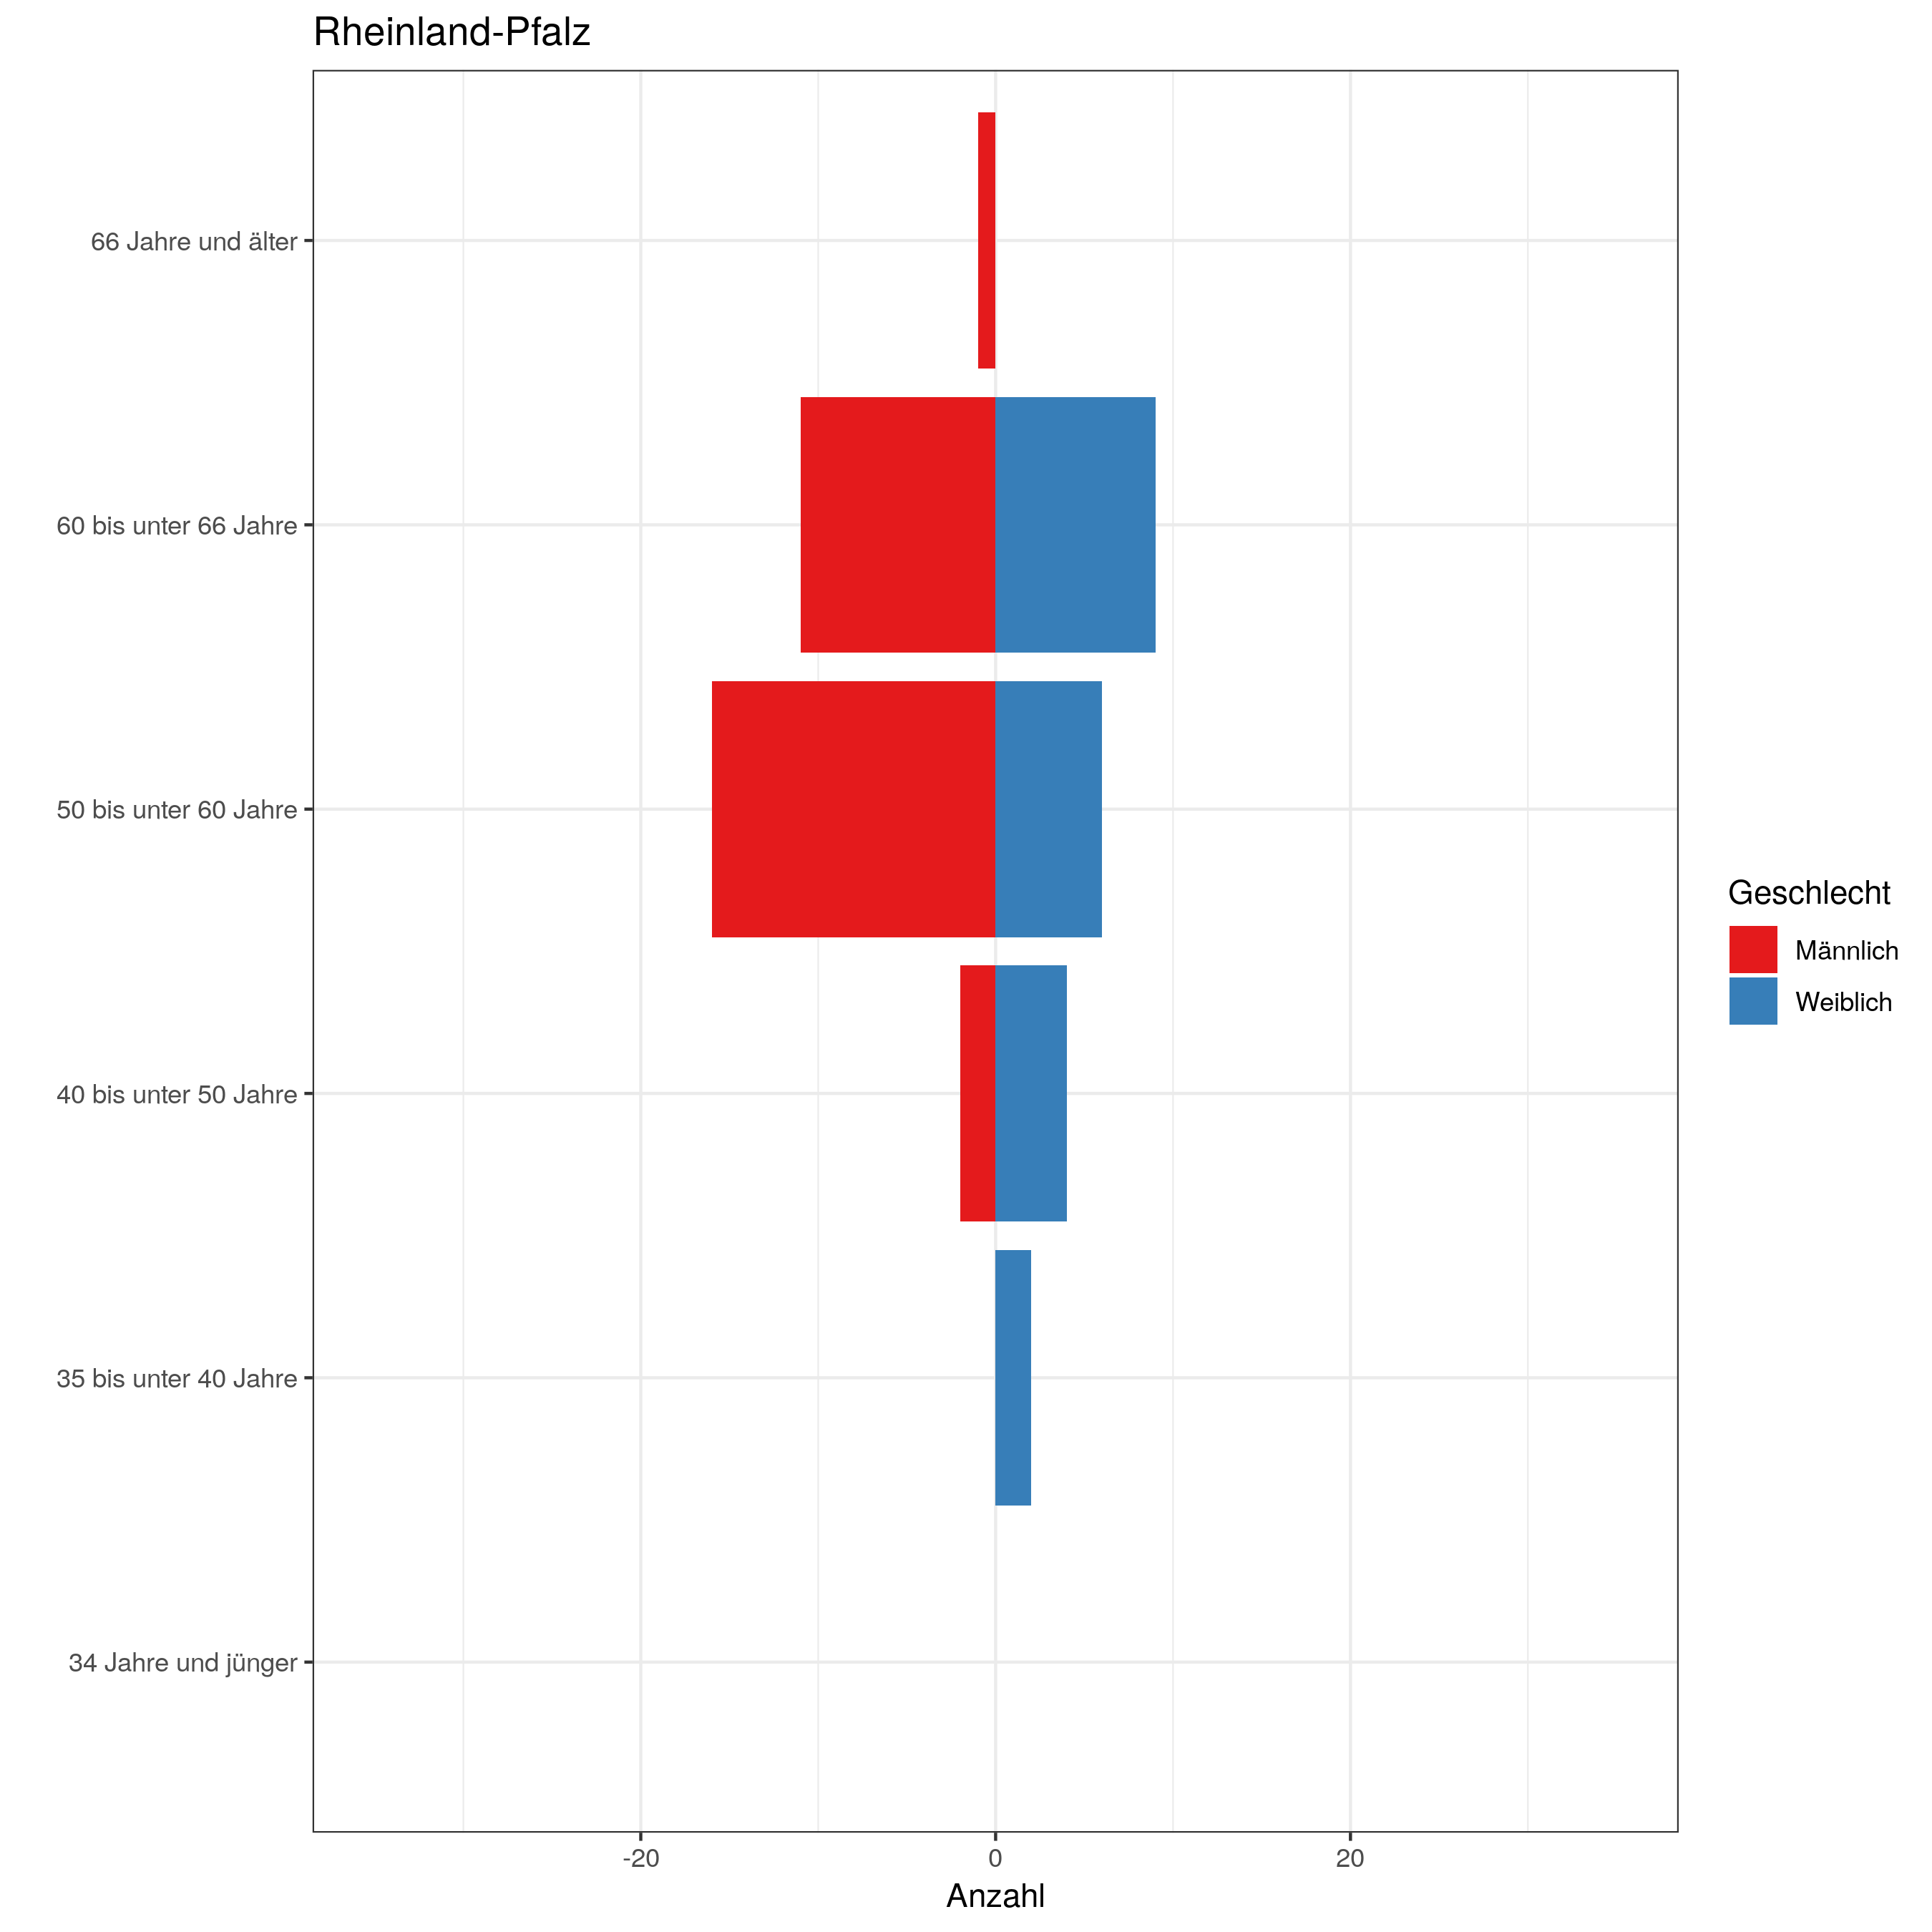 Rheinland-Pfalz
66 Jahre und älter
60 bis unter 66 Jahre
50 bis unter 60 Jahre
40 bis unter 50 Jahre
35 bis unter 40 Jahre
34 Jahre und jünger
-20 0 20
Anzahl
Geschlecht
Männlich
Weiblich